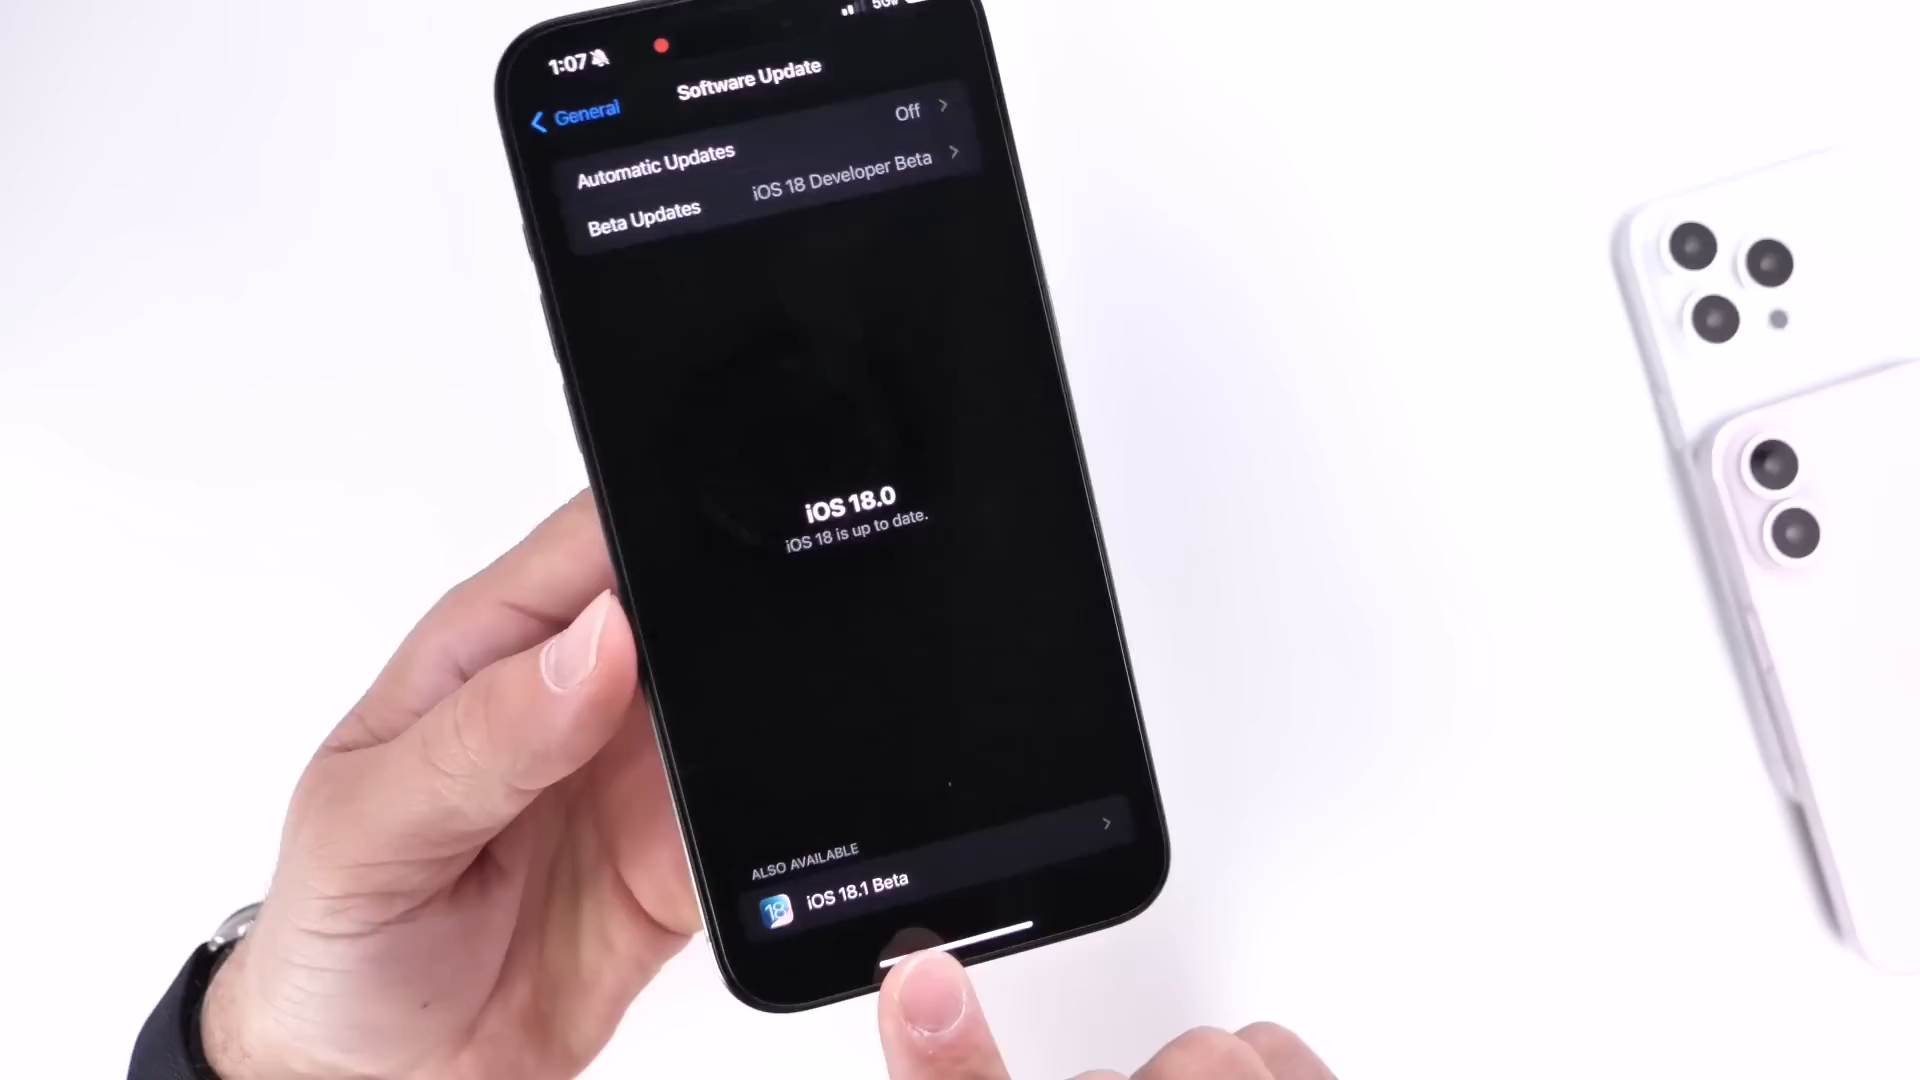 1:07
5G
Software Update
General
Automatic Updates Off
Beta Updates iOS 18 Developer Beta
iOS 18.0
iOS 18 is up to date.
ALSO AVAILABLE
18 iOS 18.1 Beta